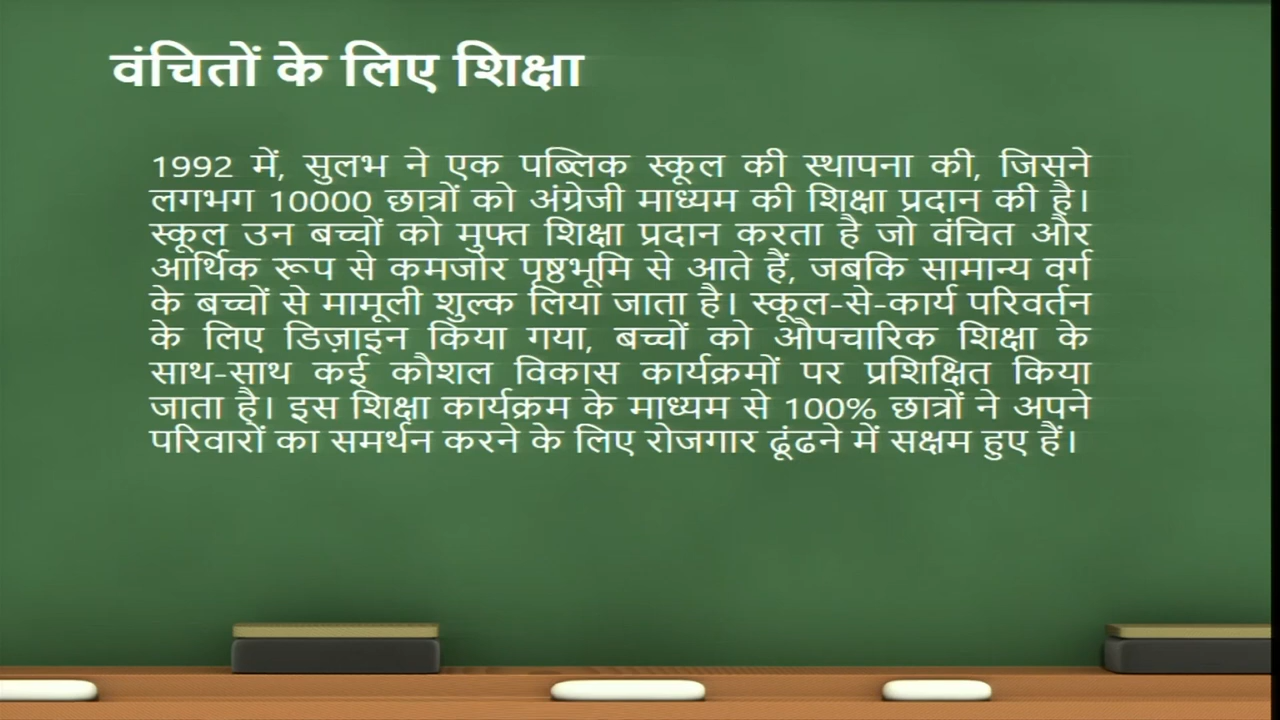 वंचितों के लिए शिक्षा
1992 में, सुलभ ने एक पब्लिक स्कूल की स्थापना की, जिसने
लगभग 10000 छात्रों को अंग्रेजी माध्यम की शिक्षा प्रदान की है।
स्कूल उन बच्चों को मुफ्त शिक्षा प्रदान करता है जो वंचित और
आर्थिक रूप से कमजोर पृष्ठभूमि से आते हैं, जबकि सामान्य वर्ग
के बच्चों से मामूली शुल्क लिया जाता है। स्कूल-से-कार्य परिवर्तन
के लिए डिज़ाइन किया गया, बच्चों को औपचारिक शिक्षा के
साथ-साथ कई कौशल विकास कार्यक्रमों पर प्रशिक्षित किया
जाता है। इस शिक्षा कार्यक्रम के माध्यम से 100% छात्रों ने अपने
परिवारों का समर्थन करने के लिए रोजगार ढूंढने में सक्षम हुए हैं।